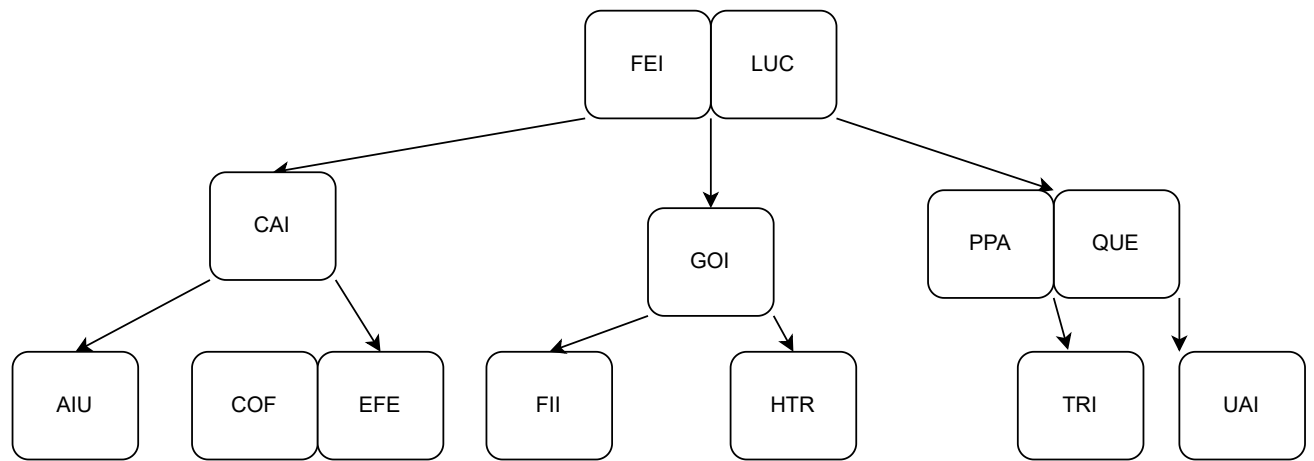 FEI LUC
CAI
GOI
PPA QUE
AIU COF EFE FII HTR TRI UAI